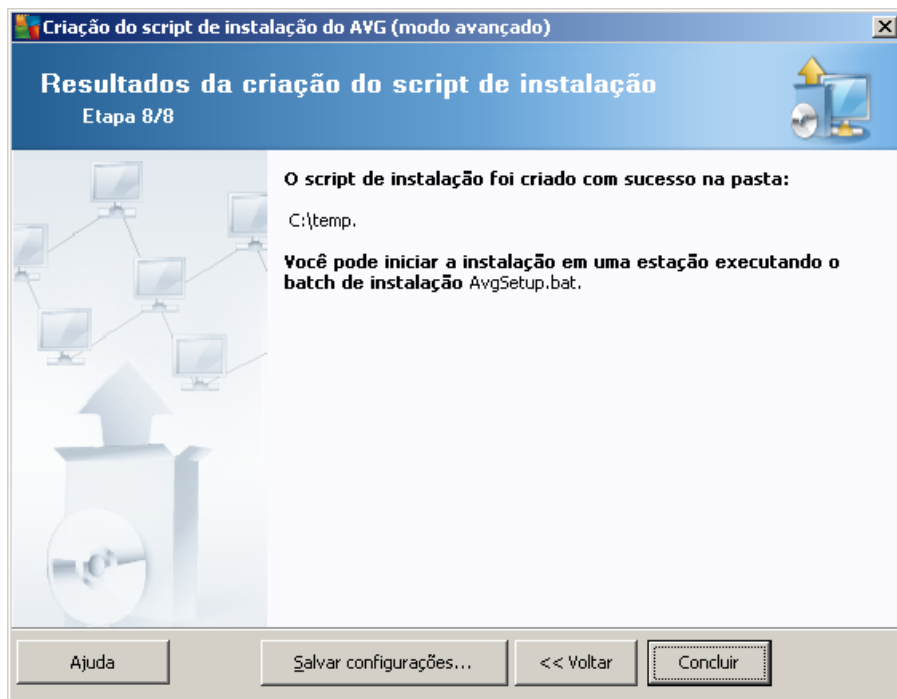 Criação do script de instalação do AVG (modo avançado)
Resultados da criação do script de instalação
Etapa 8/8
O script de instalação foi criado com sucesso na pasta:
C:\temp.
Você pode iniciar a instalação em uma estação executando o
batch de instalação AvgSetup.bat.
Ajuda
Salvar configurações...
<< Voltar
Concluir